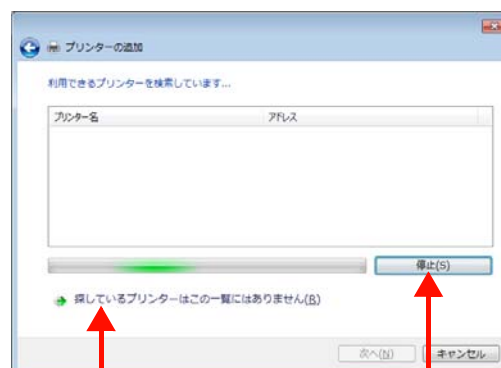 プリンターの追加
利用できるプリンターを検索しています...
プリンター名 アドレス
停止(S)
探しているプリンターはこの一覧にはありません(R)
次へ(N) キャンセル